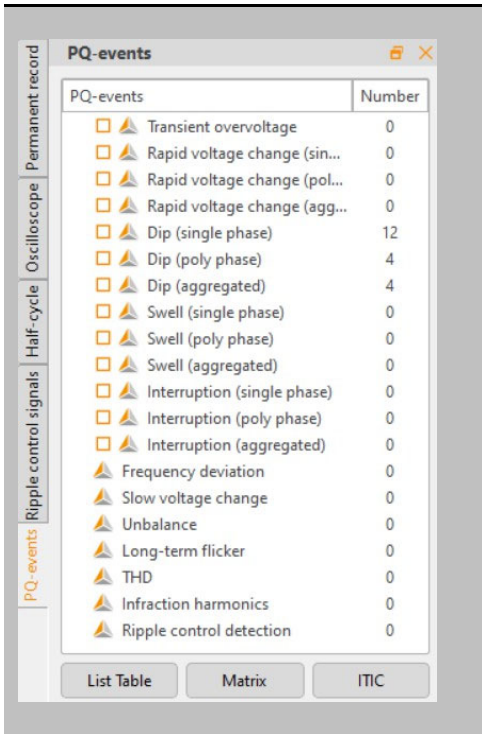 PQ-events
PQ-events Number
Transient overvoltage 0
Rapid voltage change (sin... 0
Rapid voltage change (pol... 0
Rapid voltage change (agg... 0
Dip (single phase) 12
Dip (poly phase) 4
Dip (aggregated) 4
Swell (single phase) 0
Swell (poly phase) 0
Swell (aggregated) 0
Interruption (single phase) 0
Interruption (poly phase) 0
Interruption (aggregated) 0
Frequency deviation 0
Slow voltage change 0
Unbalance 0
Long-term flicker 0
THD 0
Infraction harmonics 0
Ripple control detection 0
List Table Matrix ITIC
Permanent record
Oscilloscope
Half-cycle
Ripple control signals
PQ-events